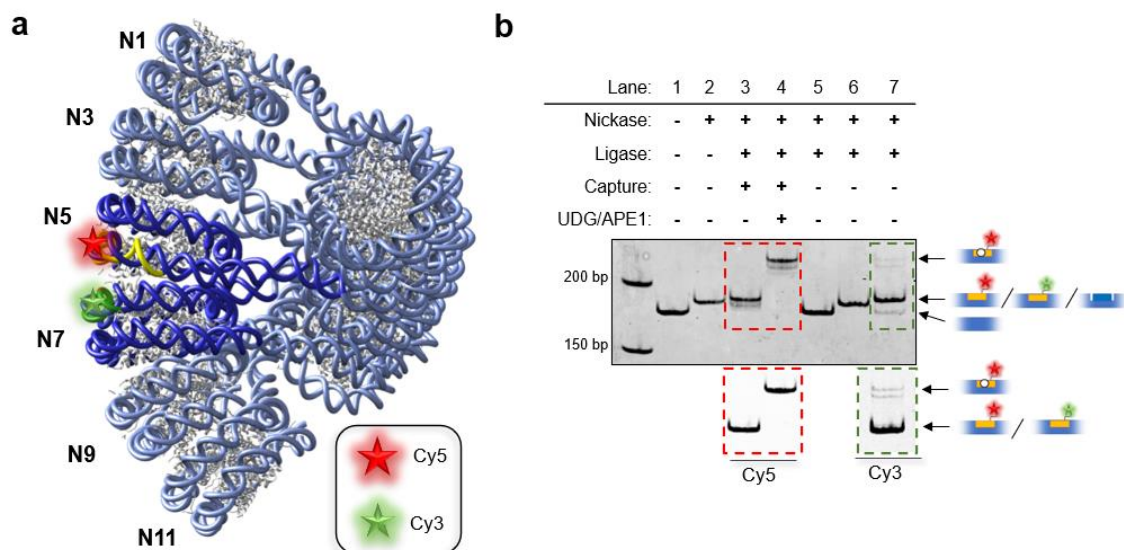 a
N1
N3
N5
N7
N9
N11
Cy5
Cy3
b
Lane: 1 2 3 4 5 6 7
Nickase: - + + + + + +
Ligase: - - + + + + +
Capture: - - + + - - -
UDG/APE1: - - - + - - -
200 bp
150 bp
/ /
/
Cy5 Cy3